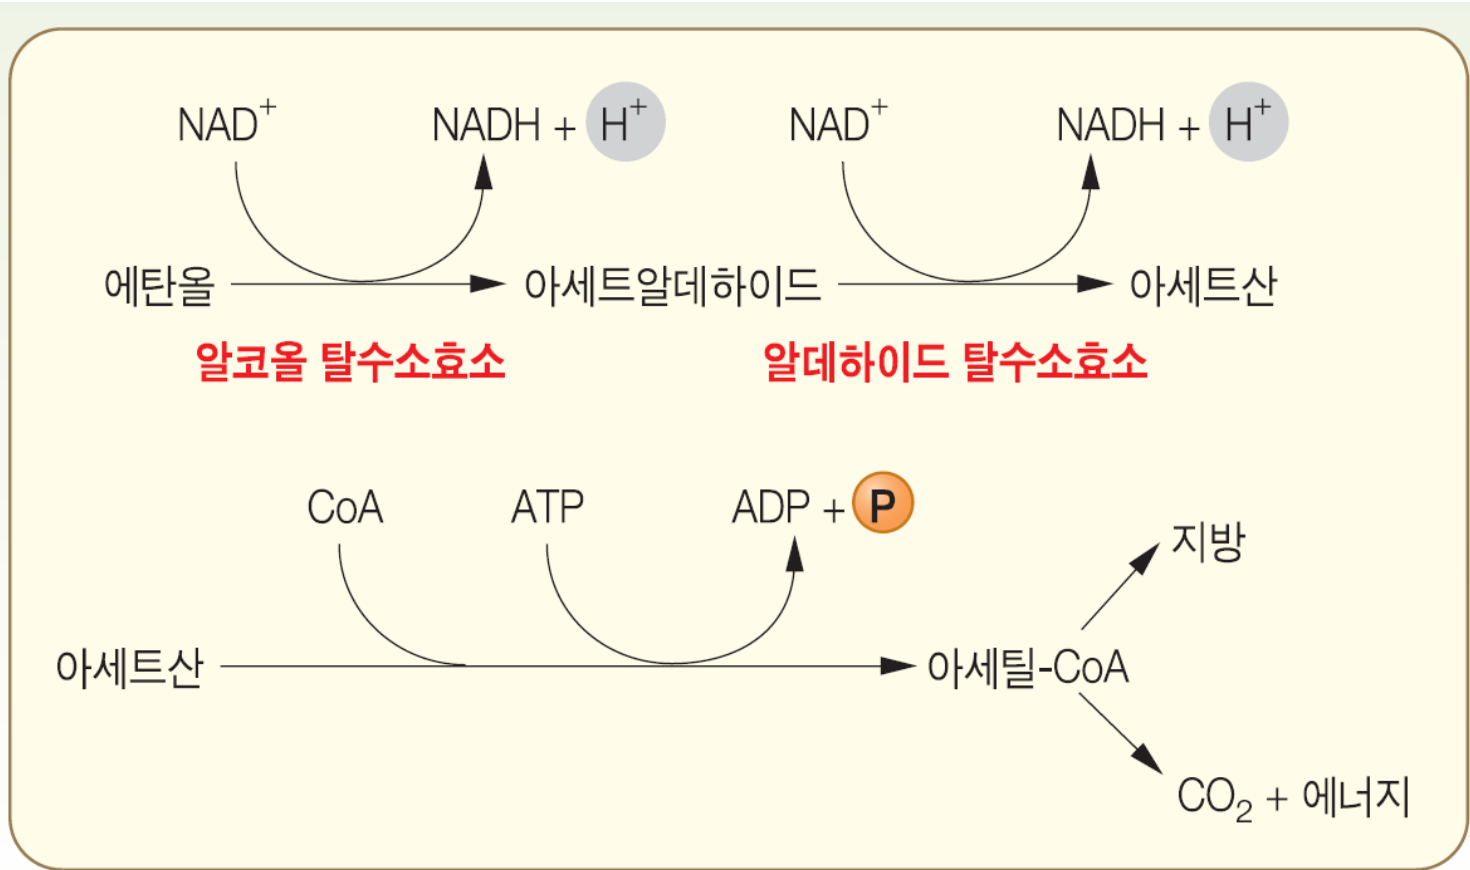 NAD⁺ NADH + H⁺ NAD⁺ NADH + H⁺
에탄올 아세트알데하이드 아세트산
알코올 탈수소효소 알데하이드 탈수소효소
CoA ATP ADP + P
지방
아세트산 아세틸-CoA
CO₂ + 에너지